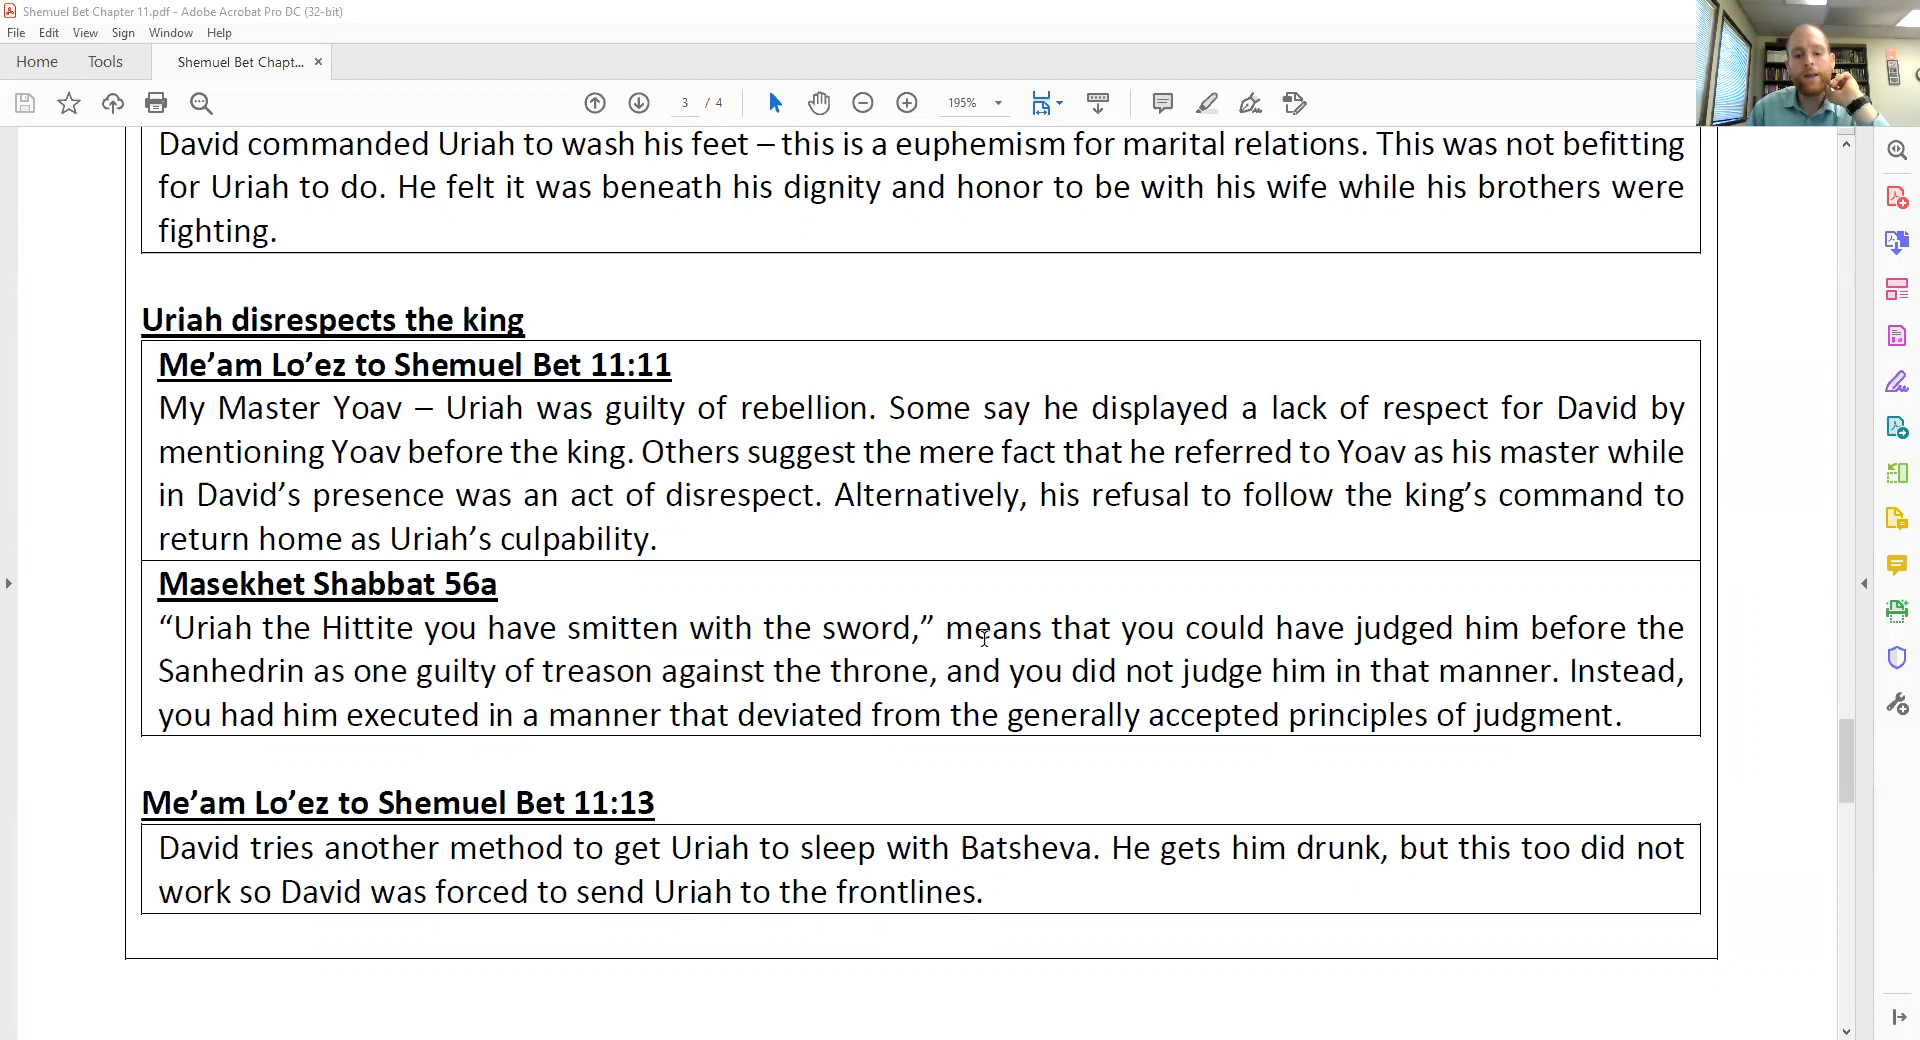 Shemuel Bet Chapter 11.pdf - Adobe Acrobat Pro DC (32-bit)
File Edit View Sign Window Help
Home Tools Shemuel Bet Chapt... ×
3 / 4 195%
David commanded Uriah to wash his feet – this is a euphemism for marital relations. This was not befitting
for Uriah to do. He felt it was beneath his dignity and honor to be with his wife while his brothers were
fighting.
Uriah disrespects the king
Me’am Lo’ez to Shemuel Bet 11:11
My Master Yoav – Uriah was guilty of rebellion. Some say he displayed a lack of respect for David by
mentioning Yoav before the king. Others suggest the mere fact that he referred to Yoav as his master while
in David’s presence was an act of disrespect. Alternatively, his refusal to follow the king’s command to
return home as Uriah’s culpability.
Masekhet Shabbat 56a
“Uriah the Hittite you have smitten with the sword,” means that you could have judged him before the
Sanhedrin as one guilty of treason against the throne, and you did not judge him in that manner. Instead,
you had him executed in a manner that deviated from the generally accepted principles of judgment.
Me’am Lo’ez to Shemuel Bet 11:13
David tries another method to get Uriah to sleep with Batsheva. He gets him drunk, but this too did not
work so David was forced to send Uriah to the frontlines.